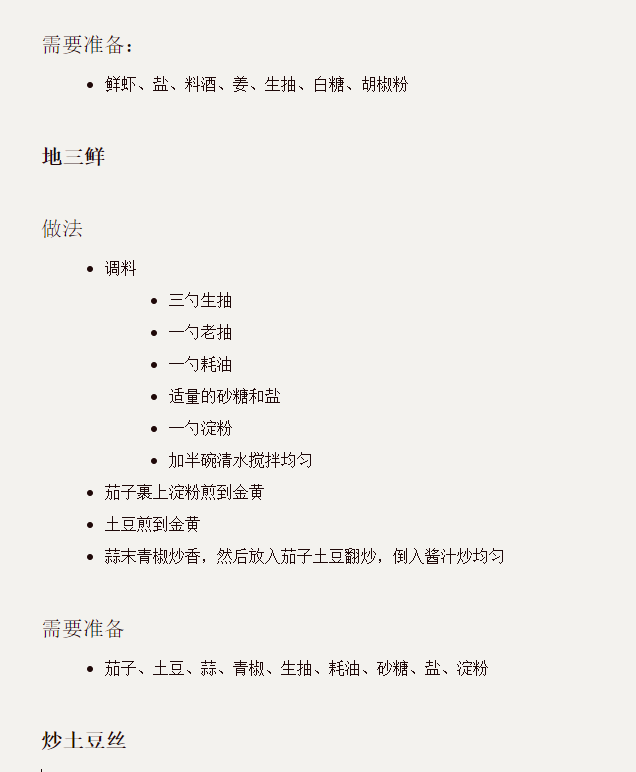 需要准备：
鲜虾、盐、料酒、姜、生抽、白糖、胡椒粉
地三鲜
做法
调料
三勺生抽
一勺老抽
一勺耗油
适量的砂糖和盐
一勺淀粉
加半碗清水搅拌均匀
茄子裹上淀粉煎到金黄
土豆煎到金黄
蒜末青椒炒香，然后放入茄子土豆翻炒，倒入酱汁炒均匀
需要准备
茄子、土豆、蒜、青椒、生抽、耗油、砂糖、盐、淀粉
炒土豆丝